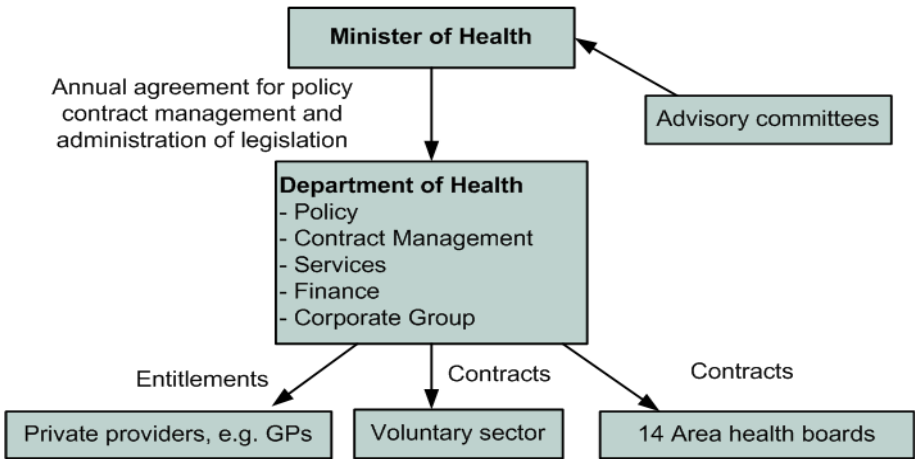 Minister of Health
Annual agreement for policy
contract management and
administration of legislation
Advisory committees
Department of Health
- Policy
- Contract Management
- Services
- Finance
- Corporate Group
Entitlements
Contracts
Contracts
Private providers, e.g. GPs
Voluntary sector
14 Area health boards